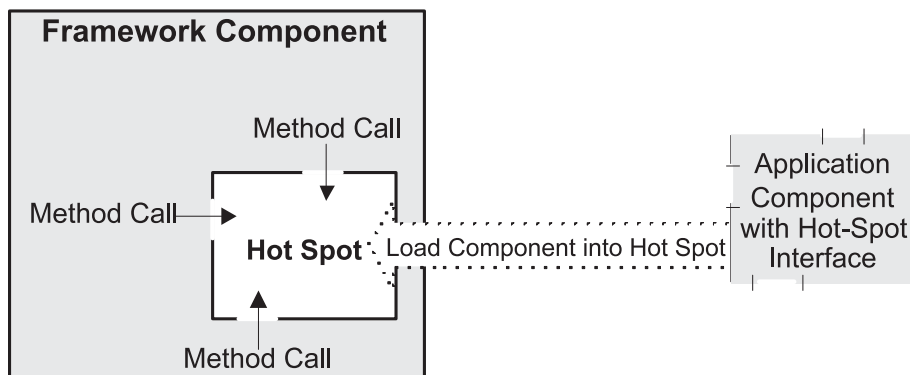 Framework Component
Method Call
Method Call
Hot Spot
Method Call
Load Component into Hot Spot
Application
Component
with Hot-Spot
Interface